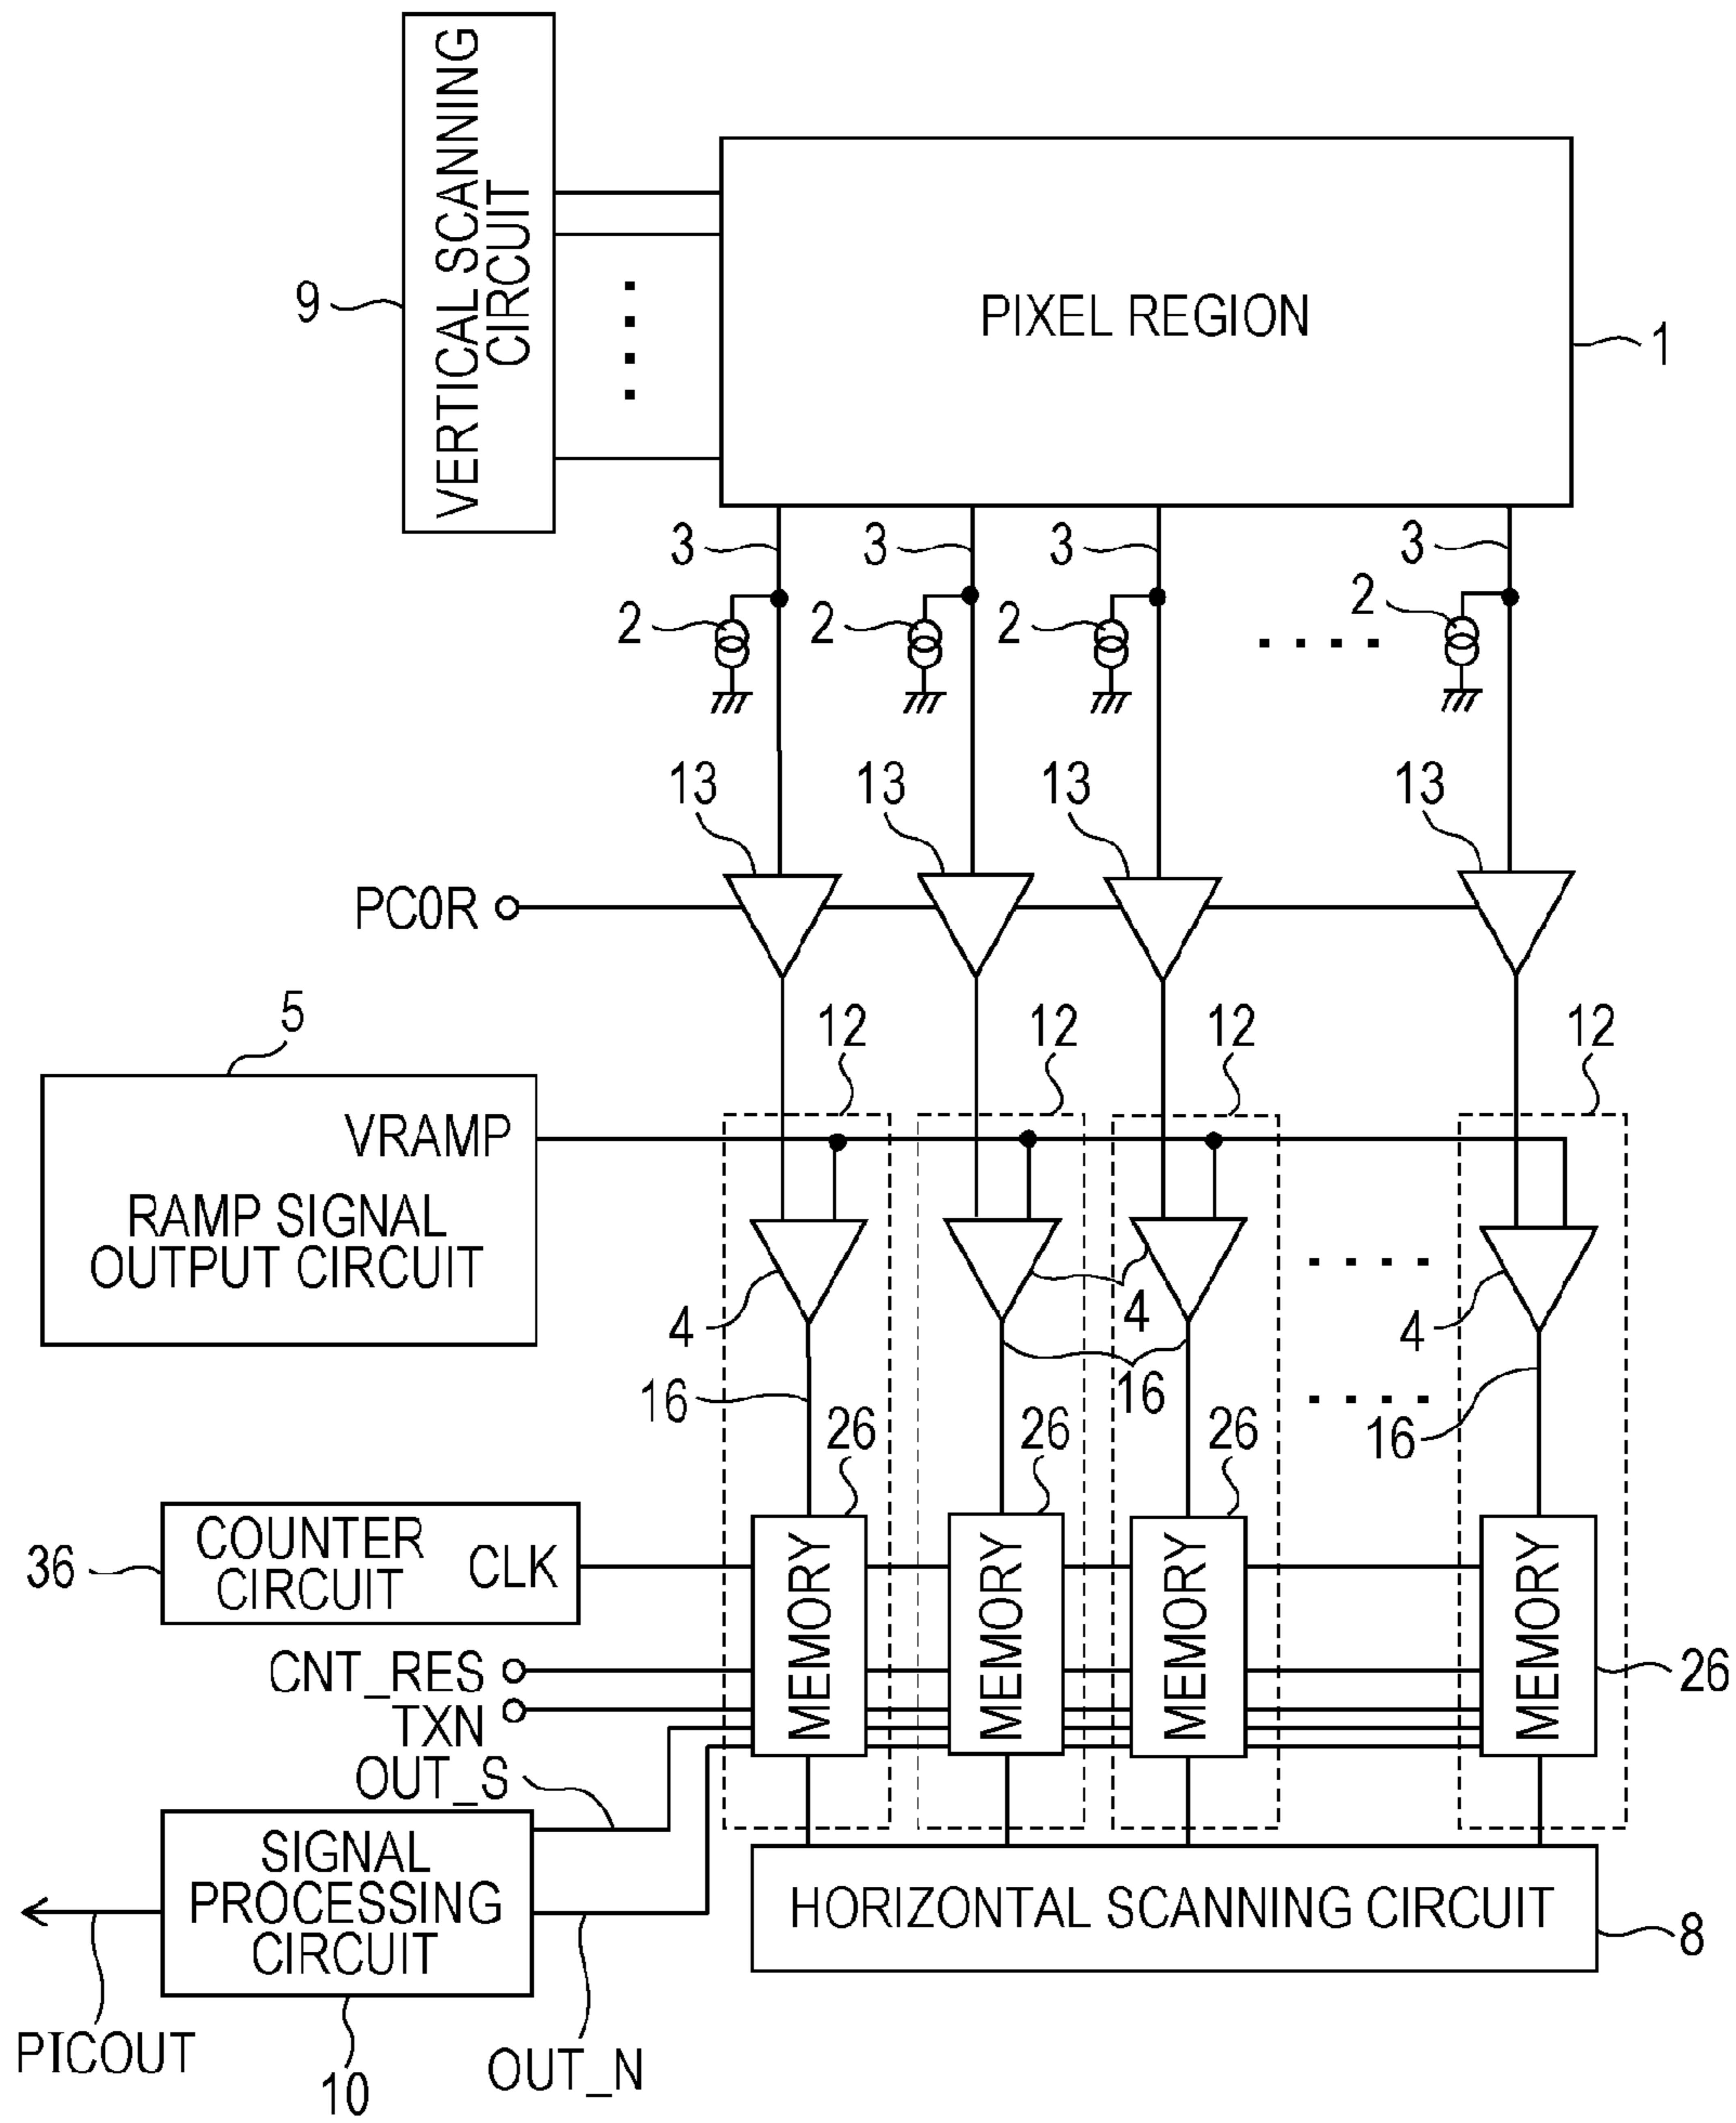 VERTICAL SCANNING
CIRCUIT
9
PIXEL REGION
1
3 3 3 3
2 2 2 2
13 13 13 13
PC0R
5
12 12 12 12
VRAMP
RAMP SIGNAL
OUTPUT CIRCUIT
4 4 4
16 16 16
26 26 26
COUNTER
CIRCUIT
CLK
36
MEMORY MEMORY MEMORY MEMORY
CNT_RES
26
TXN
OUT_S
SIGNAL
PROCESSING
CIRCUIT
HORIZONTAL SCANNING CIRCUIT
8
PICOUT
10
OUT_N